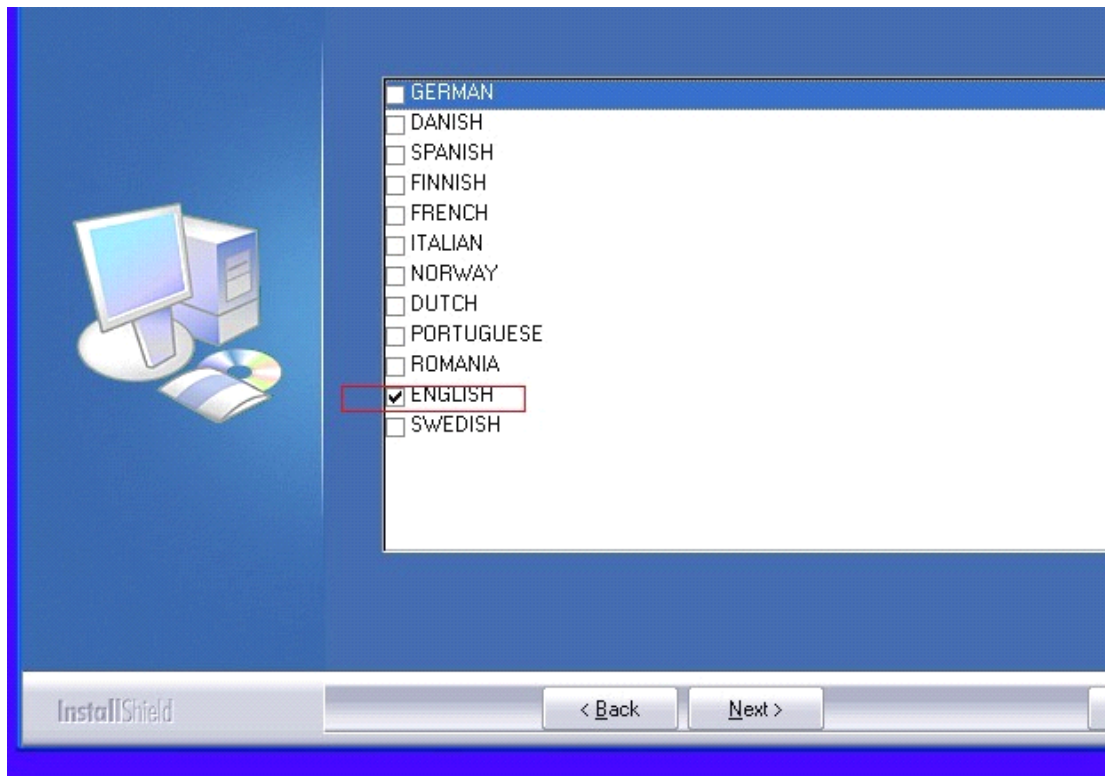 GERMAN
DANISH
SPANISH
FINNISH
FRENCH
ITALIAN
NORWAY
DUTCH
PORTUGUESE
ROMANIA
ENGLISH
SWEDISH
InstallShield
< Back
Next >